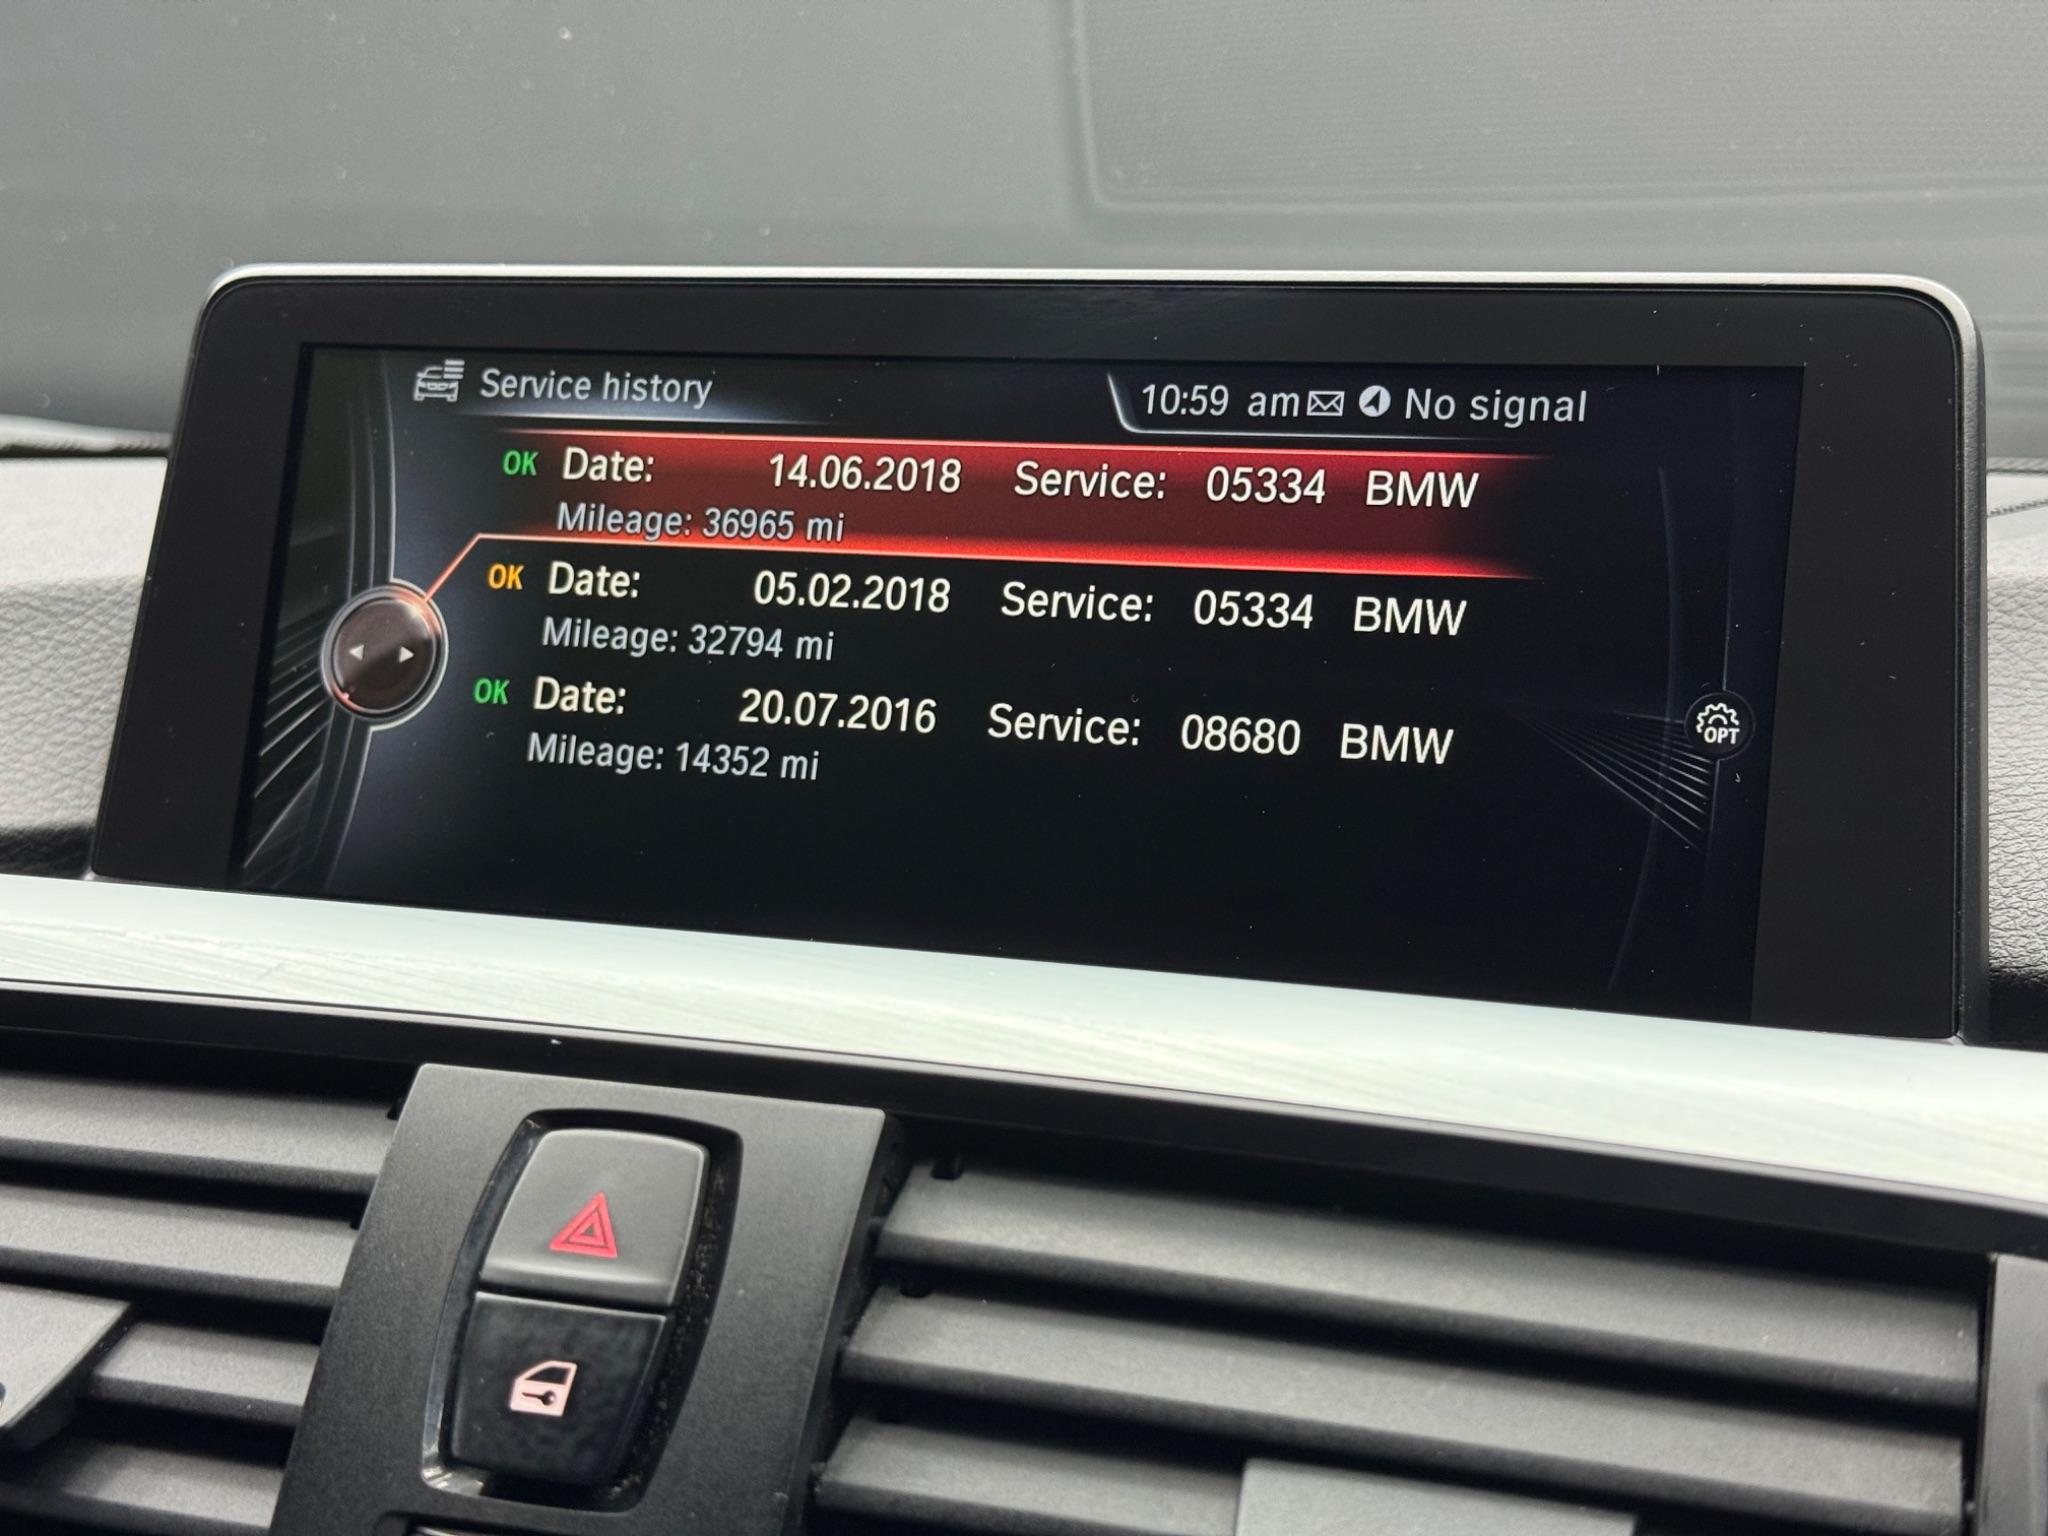 Service history
10:59 am No signal
OK Date: 14.06.2018 Service: 05334 BMW
Mileage: 36965 mi
OK Date: 05.02.2018 Service: 05334 BMW
Mileage: 32794 mi
OK Date: 20.07.2016 Service: 08680 BMW
Mileage: 14352 mi
OPT